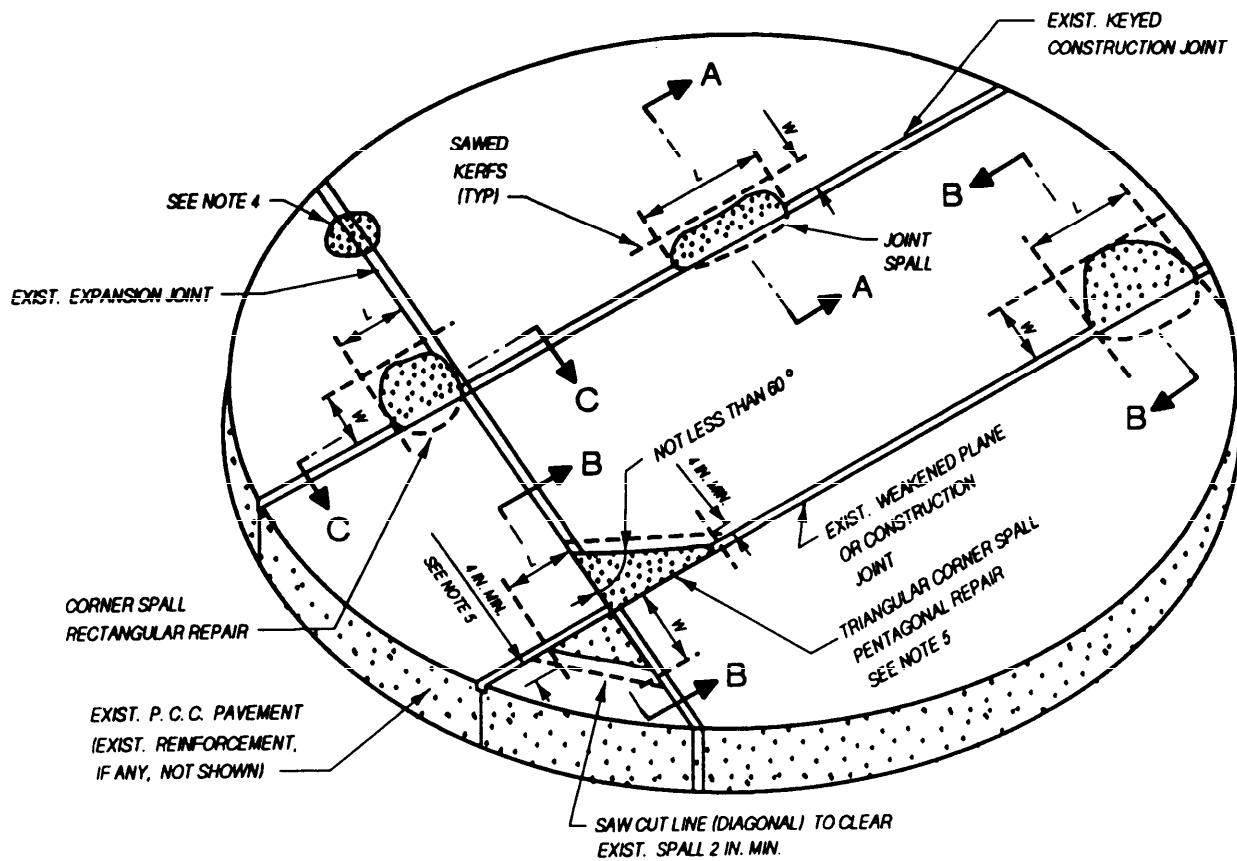 EXIST. KEYED
CONSTRUCTION JOINT
A
W
SAWED
KERFS
(TYP)
L
B
SEE NOTE 4
L
JOINT
SPALL
EXIST. EXPANSION JOINT
A
L
W
C
W
NOT LESS THAN 60°
B
B
4 IN. MIN.
C
EXIST. WEAKENED PLANE
OR CONSTRUCTION
JOINT
L
4 IN. MIN.
SEE NOTE 5
TRIANGULAR CORNER SPALL
PENTAGONAL REPAIR
SEE NOTE 5
CORNER SPALL
RECTANGULAR REPAIR
W
B
EXIST. P. C. C. PAVEMENT
(EXIST. REINFORCEMENT,
IF ANY, NOT SHOWN)
SAW CUT LINE (DIAGONAL) TO CLEAR
EXIST. SPALL 2 IN. MIN.